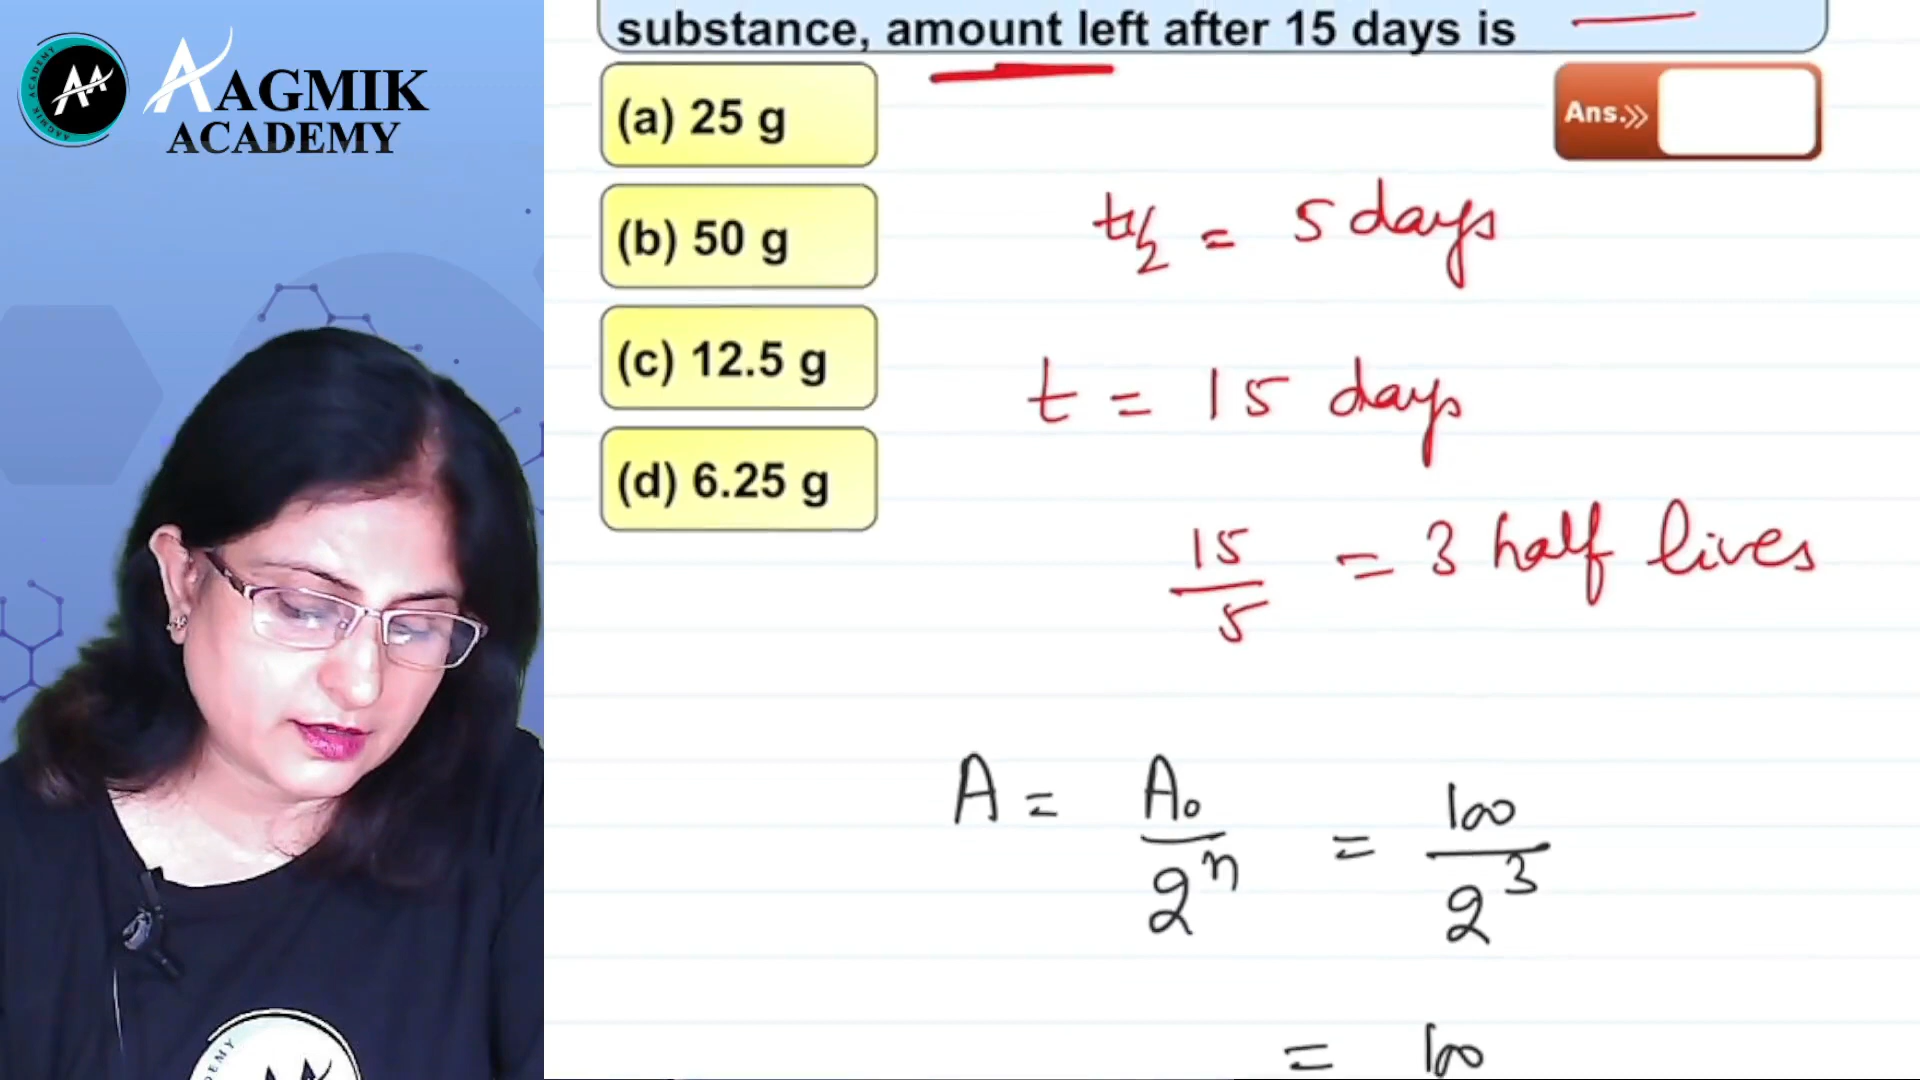 AAGMIK
ACADEMY
substance, amount left after 15 days is
Ans.
(a) 25 g
(b) 50 g
(c) 12.5 g
(d) 6.25 g
t1/2 = 5 days
t = 15 days
15/5 = 3 half lives
A = A₀/2ⁿ = 100/2³
= 100